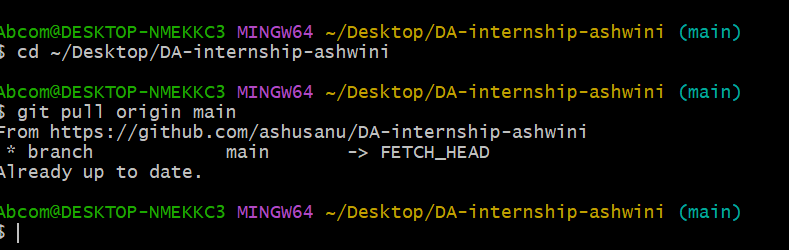 Abcom@DESKTOP-NMEKKC3 MINGW64 ~/Desktop/DA-internship-ashwini (main)
$ cd ~/Desktop/DA-internship-ashwini
Abcom@DESKTOP-NMEKKC3 MINGW64 ~/Desktop/DA-internship-ashwini (main)
$ git pull origin main
From https://github.com/ashusanu/DA-internship-ashwini
 * branch            main       -> FETCH_HEAD
Already up to date.
Abcom@DESKTOP-NMEKKC3 MINGW64 ~/Desktop/DA-internship-ashwini (main)
$